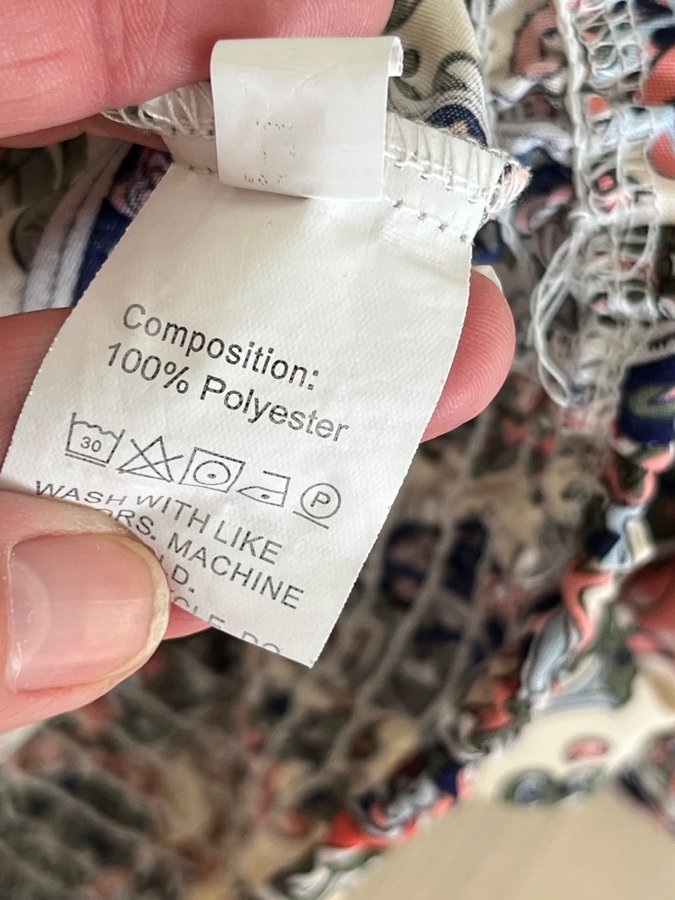 Composition:
100% Polyester
30 P
WASH WITH LIKE
MACHINE